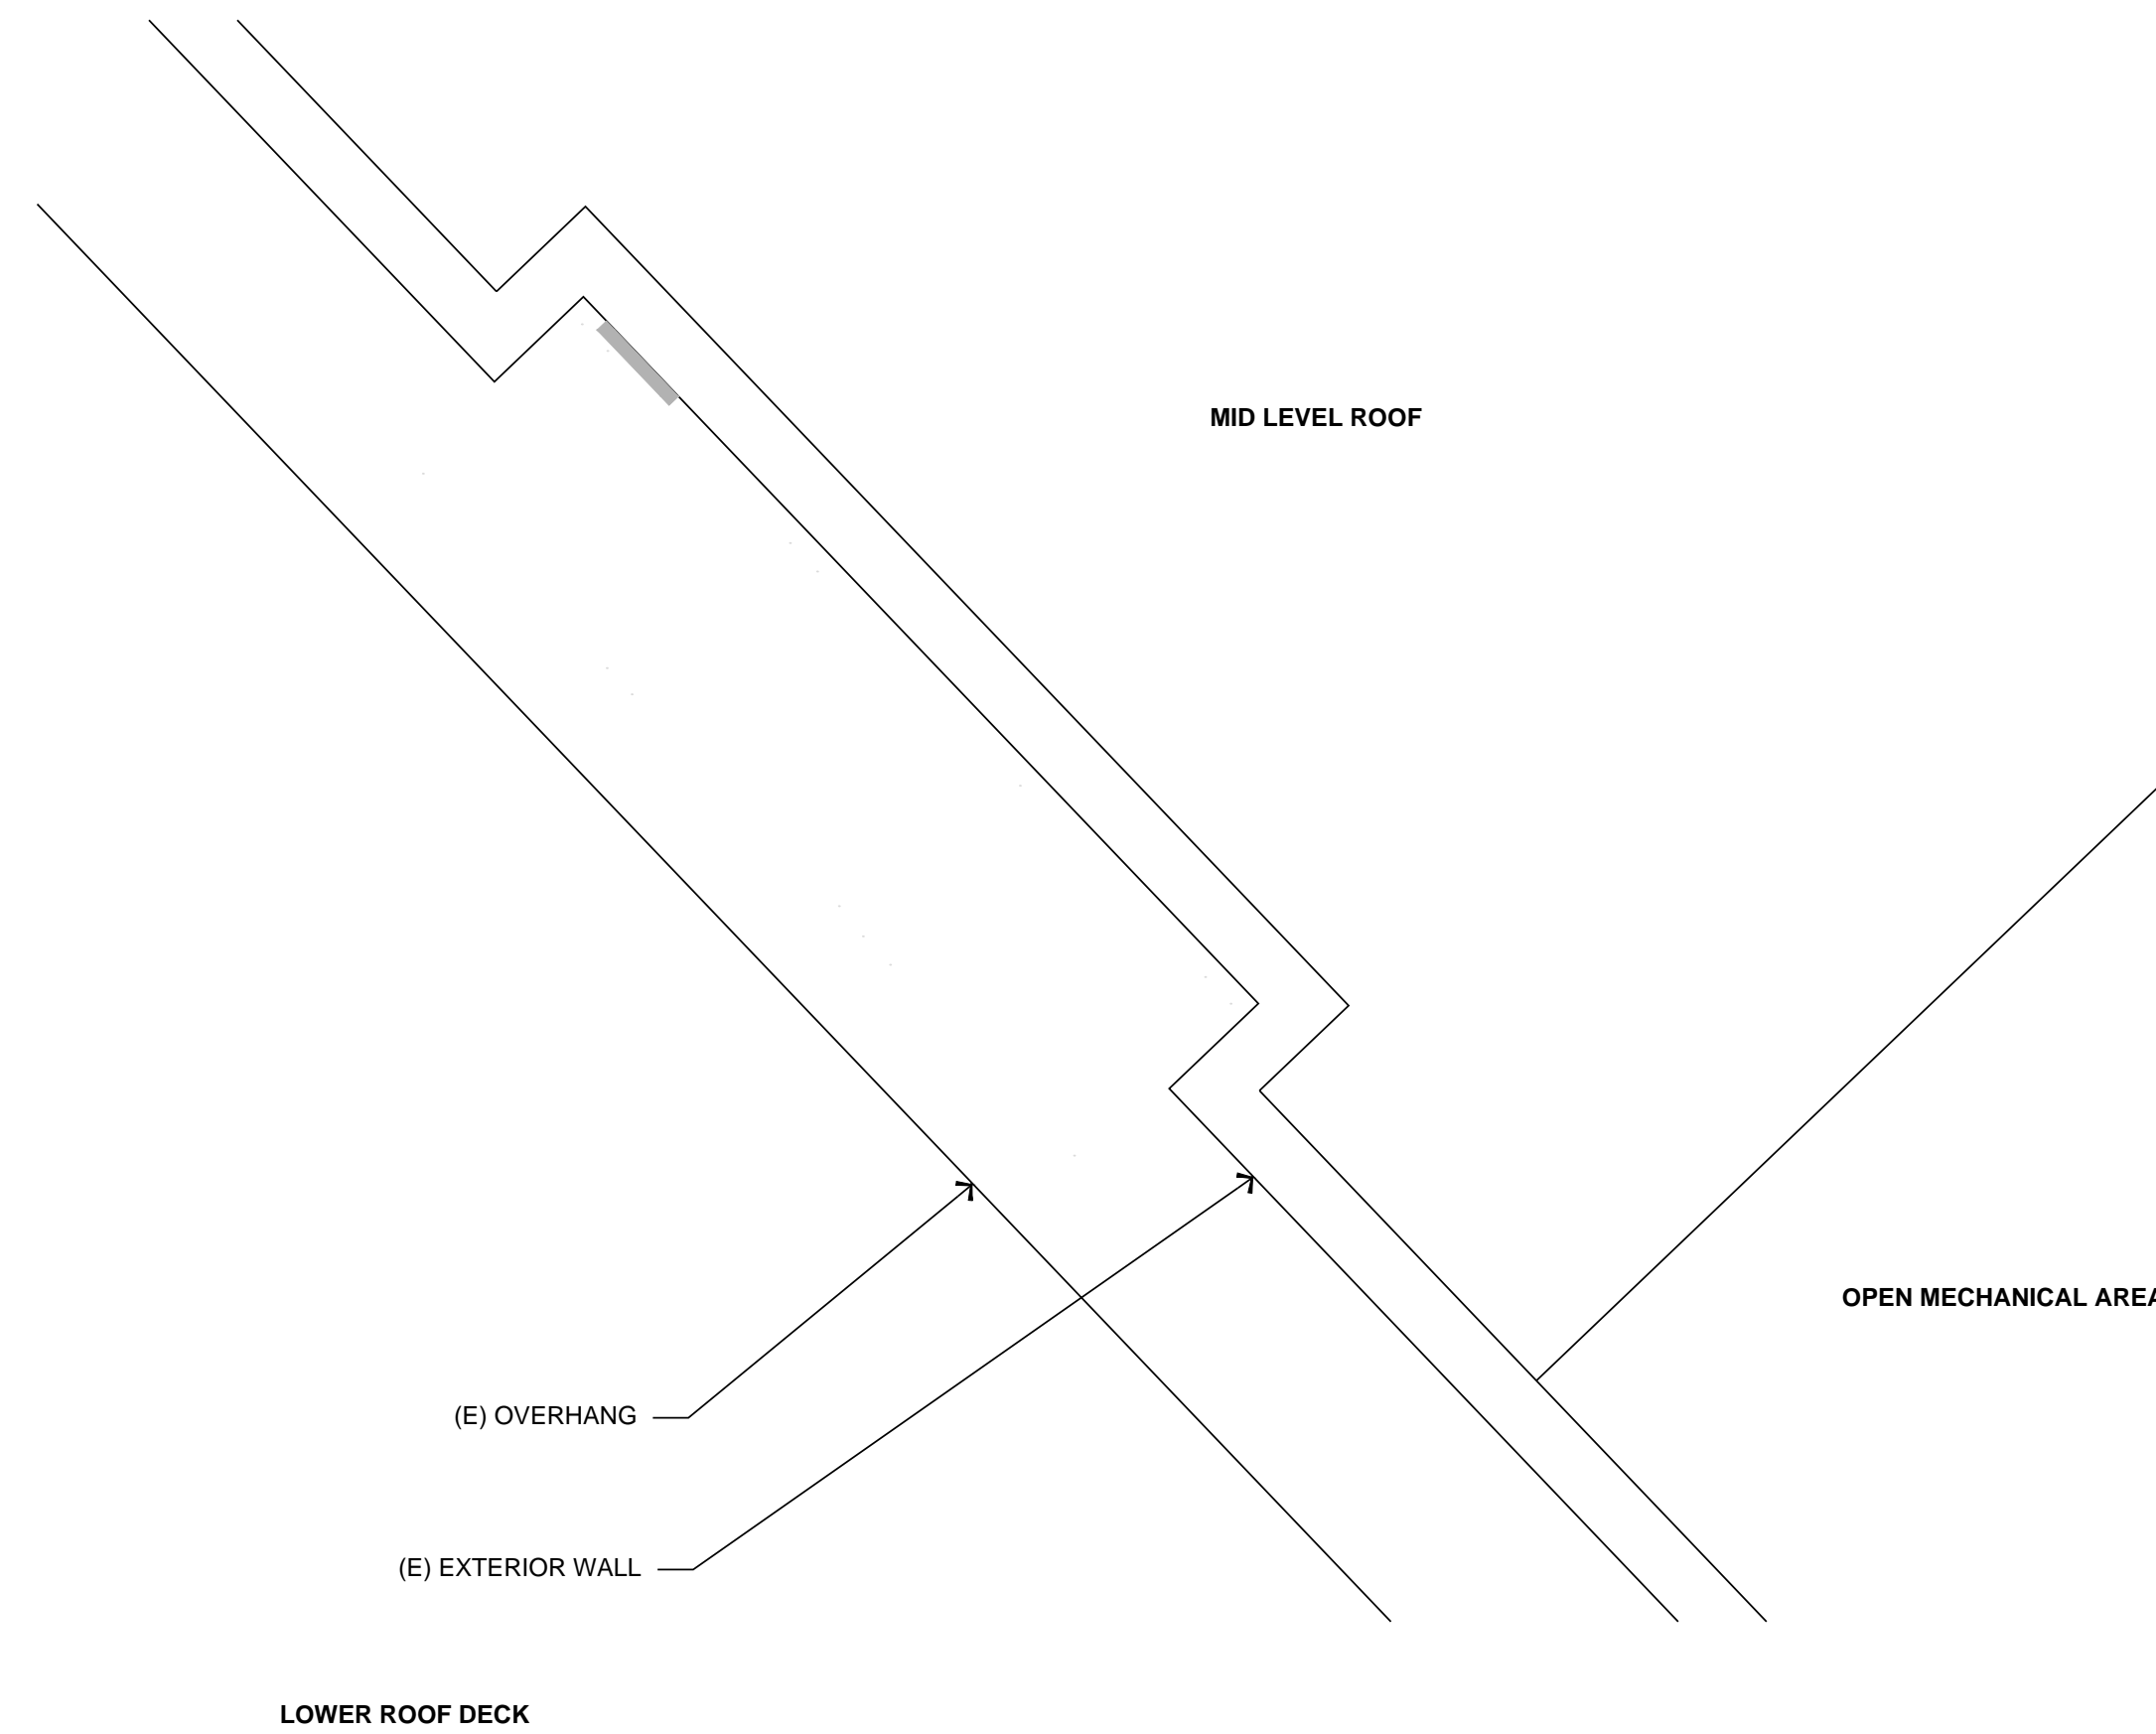 MID LEVEL ROOF
OPEN MECHANICAL AREA
(E) OVERHANG
(E) EXTERIOR WALL
LOWER ROOF DECK